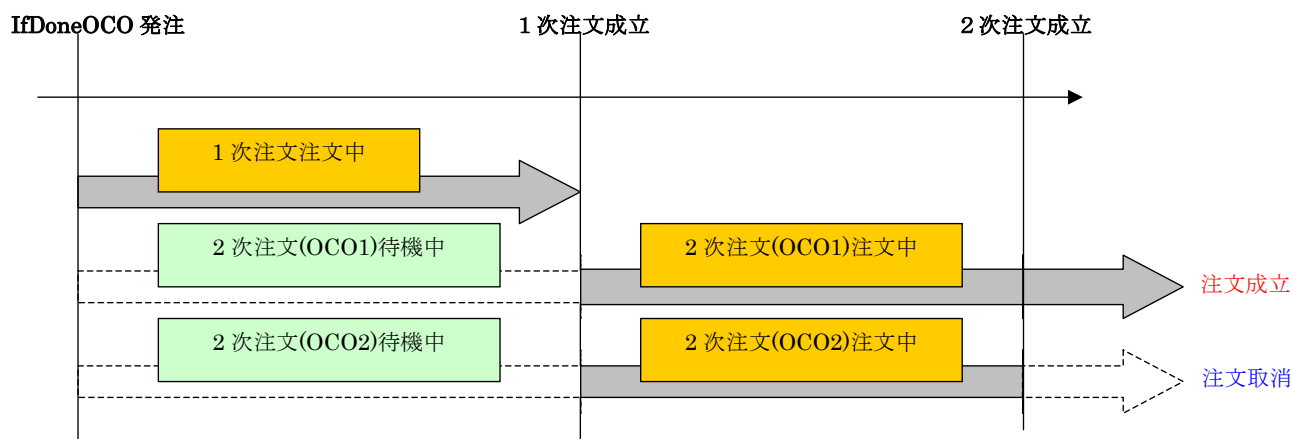 IfDoneOCO 発注
1 次注文成立
2 次注文成立
1 次注文注文中
2 次注文(OCO1)待機中
2 次注文(OCO1)注文中
注文成立
2 次注文(OCO2)待機中
2 次注文(OCO2)注文中
注文取消